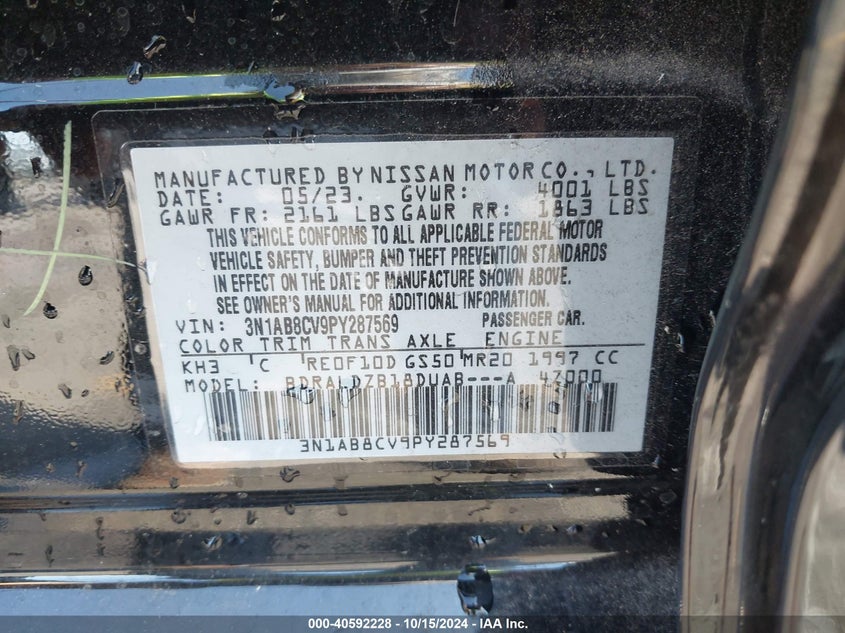 MANUFACTURED BY NISSAN MOTOR CO., LTD.
DATE: 05/23. GVWR: 4001 LBS
GAWR FR: 2161 LBS GAWR RR: 1863 LBS
THIS VEHICLE CONFORMS TO ALL APPLICABLE FEDERAL MOTOR
VEHICLE SAFETY, BUMPER AND THEFT PREVENTION STANDARDS
IN EFFECT ON THE DATE OF MANUFACTURE SHOWN ABOVE.
SEE OWNER'S MANUAL FOR ADDITIONAL INFORMATION.
VIN: 3N1AB8CV9PY287569 PASSENGER CAR.
COLOR TRIM TRANS AXLE ENGINE
KH3 C RE0F10D GS50 MR20 1997 CC
MODEL: BDRALDZB18DUAB---A 47000
3N1AB8CV9PY287569
000-40592228 - 10/15/2024 - IAA Inc.